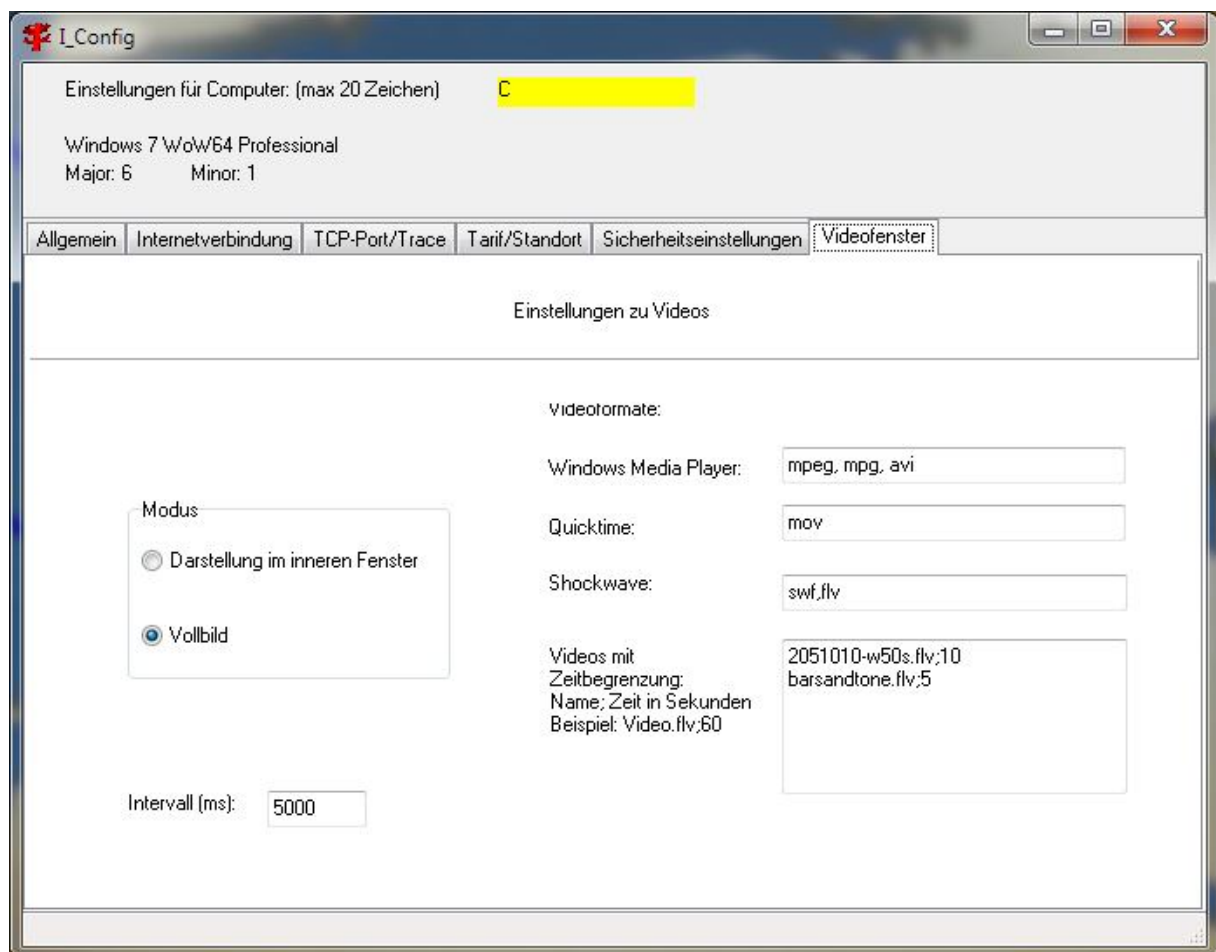 I_Config
Einstellungen für Computer: (max 20 Zeichen) C
Windows 7 WoW64 Professional
Major: 6 Minor: 1
Allgemein Internetverbindung TCP-Port/Trace Tarif/Standort Sicherheitseinstellungen Videofenster
Einstellungen zu Videos
Videoformate:
Windows Media Player: mpeg, mpg, avi
Modus
Quicktime: mov
Darstellung im inneren Fenster
Shockwave: swf,flv
Vollbild
Videos mit
Zeitbegrenzung:
Name; Zeit in Sekunden
Beispiel: Video.flv;60
2051010-w50s.flv;10
barsandtone.flv;5
Intervall (ms): 5000